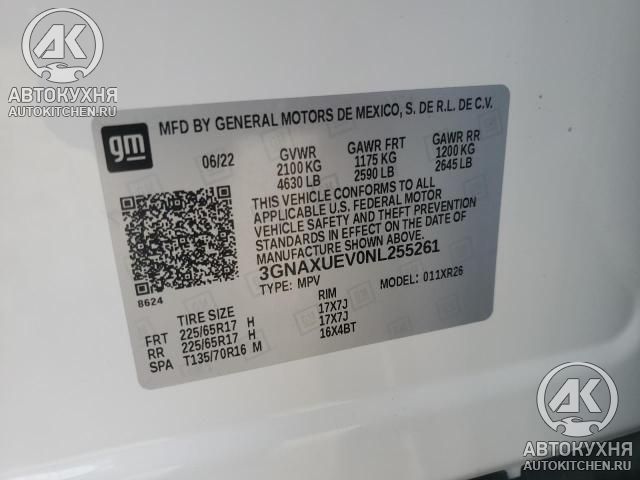 АК
АВТОКУХНЯ
AUTOKITCHEN.RU
gm
MFD BY GENERAL MOTORS DE MEXICO, S. DE R.L. DE C.V.
06/22 GVWR GAWR FRT GAWR RR
2100 KG 1175 KG 1200 KG
4630 LB 2590 LB 2645 LB
THIS VEHICLE CONFORMS TO ALL
APPLICABLE U.S. FEDERAL MOTOR
VEHICLE SAFETY AND THEFT PREVENTION
STANDARDS IN EFFECT ON THE DATE OF
MANUFACTURE SHOWN ABOVE.
3GNAXUEV0NL255261
TYPE: MPV MODEL: 011XR26
8624
TIRE SIZE RIM
FRT 225/65R17 H 17X7J
RR 225/65R17 H 17X7J
SPA T135/70R16 M 16X4BT
АК
АВТОКУХНЯ
AUTOKITCHEN.RU